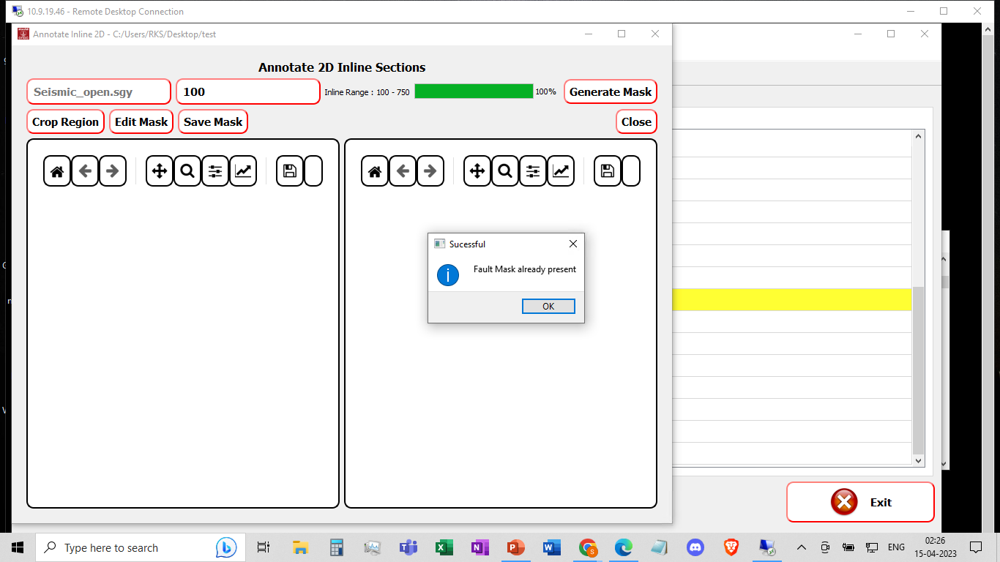 10.9.19.46 - Remote Desktop Connection
Annotate Inline 2D - C:/Users/RKS/Desktop/test
Annotate 2D Inline Sections
Seismic_open.sgy
100
Inline Range : 100 - 750
100%
Generate Mask
Crop Region
Edit Mask
Save Mask
Close
Sucessful
Fault Mask already present
OK
Exit
Type here to search
ENG
02:26
15-04-2023